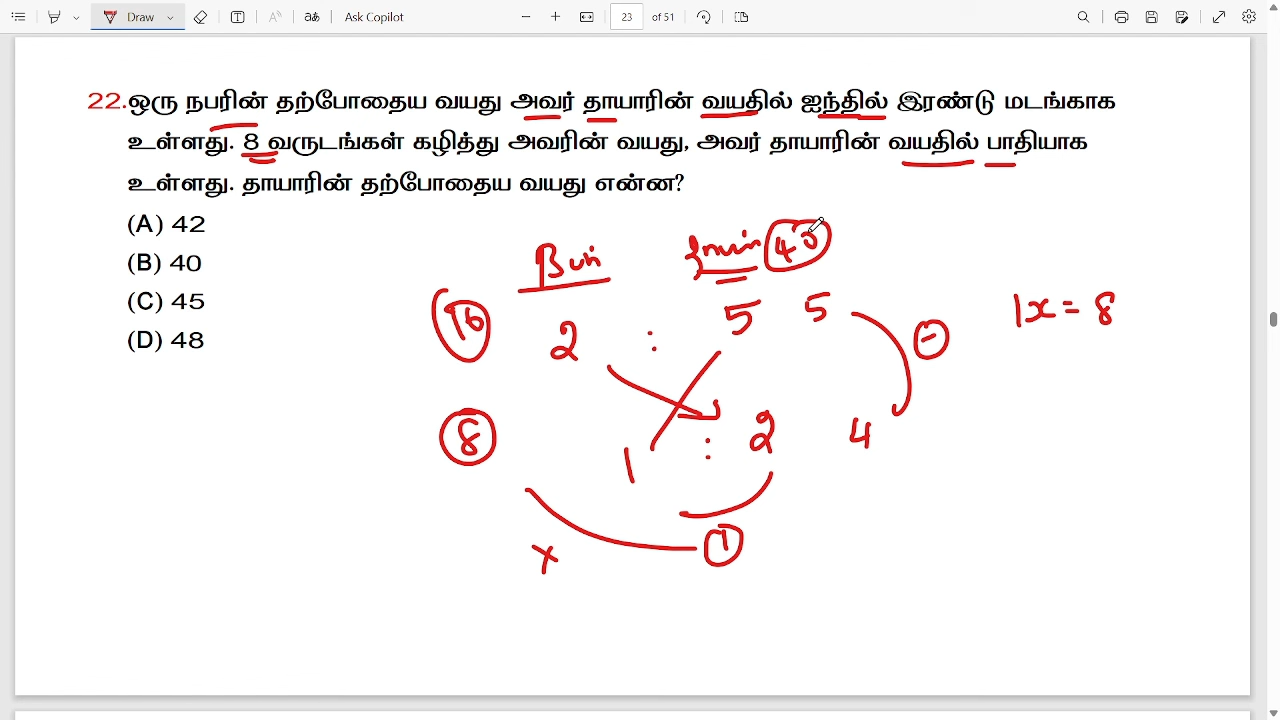 Draw
Ask Copilot
23 of 51
22.ஒரு நபரின் தற்போதைய வயது அவர் தாயாரின் வயதில் ஐந்தில் இரண்டு மடங்காக
உள்ளது. 8 வருடங்கள் கழித்து அவரின் வயது, அவர் தாயாரின் வயதில் பாதியாக
உள்ளது. தாயாரின் தற்போதைய வயது என்ன?
(A) 42
(B) 40
(C) 45
(D) 48
16 2 : 5 5 1x = 8
8 1 : 2 4
x 1